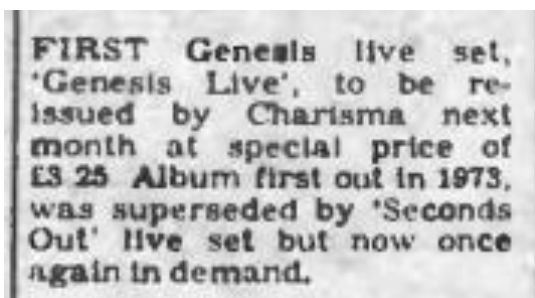 FIRST Genesis live set,
'Genesis Live', to be re-
issued by Charisma next
month at special price of
£3 25 Album first out in 1973,
was superseded by 'Seconds
Out' live set but now once
again in demand.